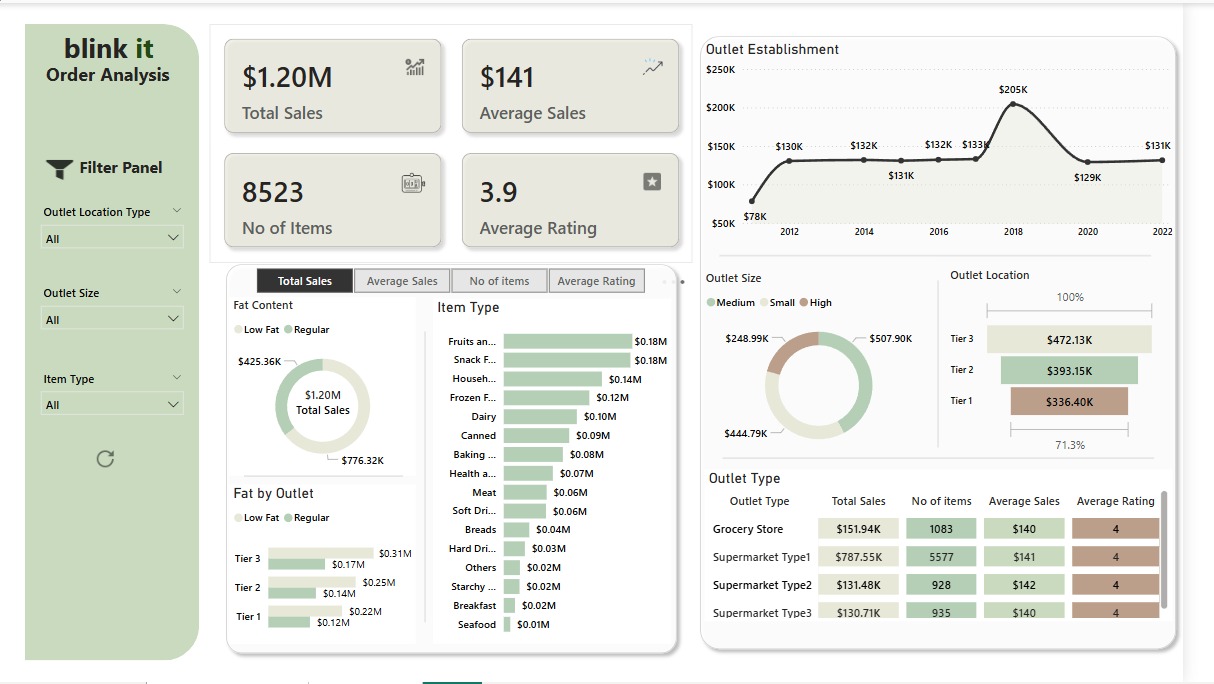 blink it
Order Analysis
Filter Panel
Outlet Location Type
All
Outlet Size
All
Item Type
All
$1.20M
Total Sales
$141
Average Sales
8523
No of Items
3.9
Average Rating
Total Sales
Average Sales
No of items
Average Rating
Fat Content
Low Fat Regular
$425.36K
$1.20M
Total Sales
$776.32K
Fat by Outlet
Low Fat Regular
Tier 3 $0.31M
$0.17M
Tier 2 $0.25M
$0.14M
Tier 1 $0.22M
$0.12M
Item Type
Fruits an... $0.18M
Snack F... $0.18M
Househ... $0.14M
Frozen F... $0.12M
Dairy $0.10M
Canned $0.09M
Baking ... $0.08M
Health a... $0.07M
Meat $0.06M
Soft Dri... $0.06M
Breads $0.04M
Hard Dri... $0.03M
Others $0.02M
Starchy ... $0.02M
Breakfast $0.02M
Seafood $0.01M
Outlet Establishment
$250K
$200K
$150K
$100K
$50K
$78K
$130K
$132K
$131K
$132K
$133K
$205K
$129K
$131K
2012 2014 2016 2018 2020 2022
Outlet Size
Medium Small High
$248.99K
$507.90K
$444.79K
Outlet Location
100%
Tier 3 $472.13K
Tier 2 $393.15K
Tier 1 $336.40K
71.3%
Outlet Type
Outlet Type Total Sales No of items Average Sales Average Rating
Grocery Store $151.94K 1083 $140 4
Supermarket Type1 $787.55K 5577 $141 4
Supermarket Type2 $131.48K 928 $142 4
Supermarket Type3 $130.71K 935 $140 4